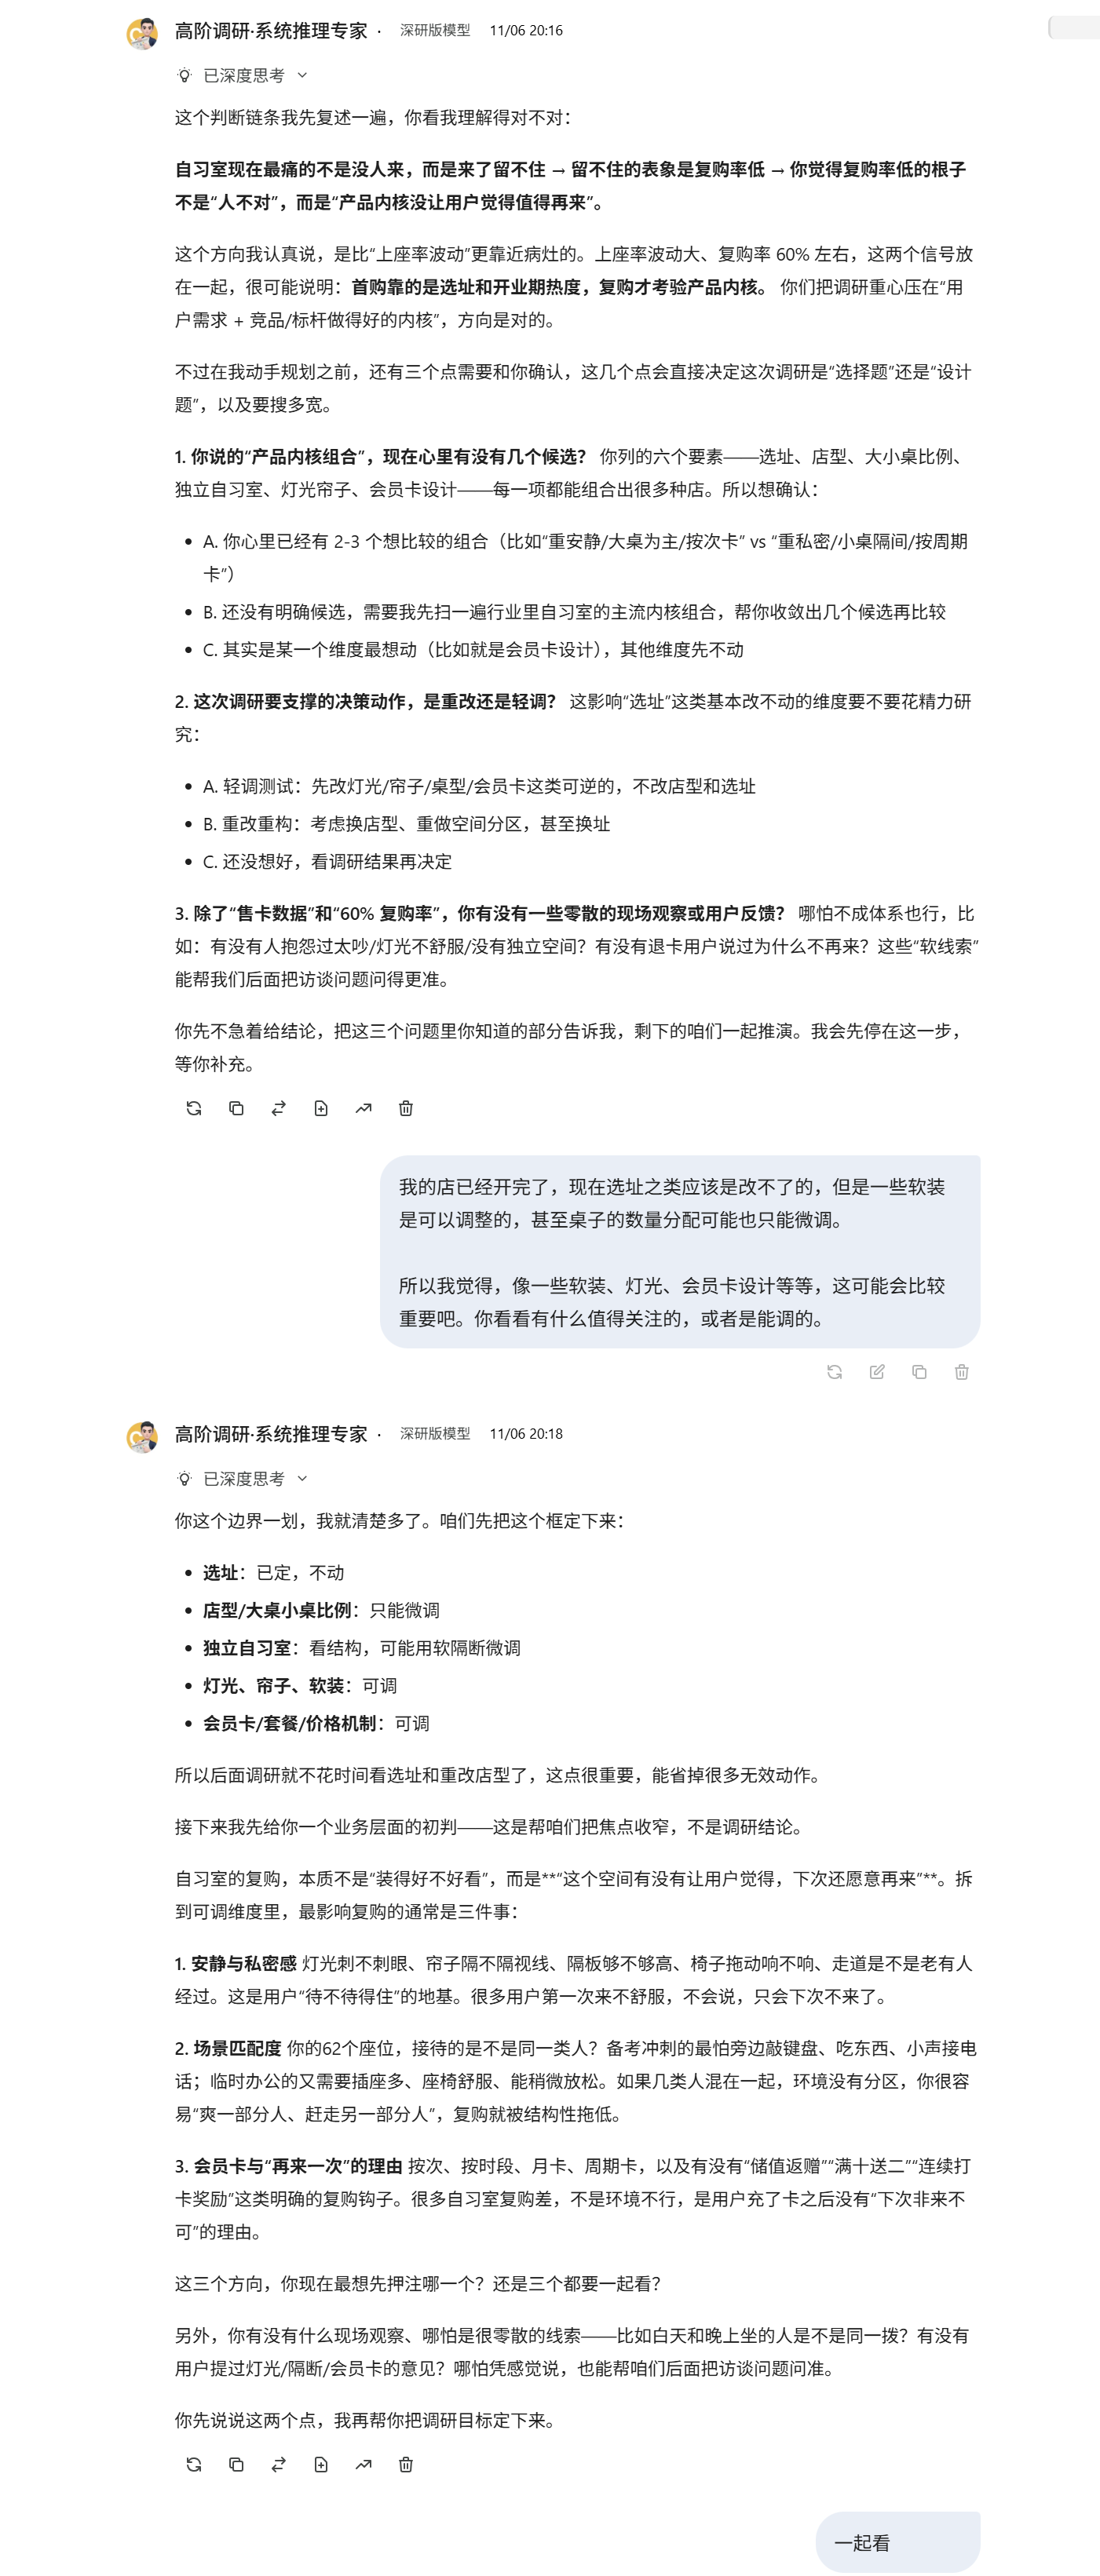 高阶调研·系统推理专家 · 深研版模型 11/06 20:16
已深度思考
这个判断链条我先复述一遍，你看我理解得对不对：
自习室现在最痛的不是没人来，而是来了留不住 → 留不住的表象是复购率低 → 你觉得复购率低的根子
不是“人不对”，而是“产品内核没让用户觉得值得再来”。
这个方向我认真说，是比“上座率波动”更靠近病灶的。上座率波动大、复购率 60% 左右，这两个信号放
在一起，很可能说明：首购靠的是选址和开业期热度，复购才考验产品内核。 你们把调研重心压在“用
户需求 + 竞品/标杆做得好的内核”，方向是对的。
不过在我动手规划之前，还有三个点需要和你确认，这几个点会直接决定这次调研是“选择题”还是“设计
题”，以及要搜多宽。
1. 你说的“产品内核组合”，现在心里有没有几个候选？ 你列的六个要素——选址、店型、大小桌比例、
独立自习室、灯光帘子、会员卡设计——每一项都能组合出很多种店。所以想确认：
• A. 你心里已经有 2-3 个想比较的组合（比如“重安静/大桌为主/按次卡” vs “重私密/小桌隔间/按周期
卡”）
• B. 还没有明确候选，需要我先扫一遍行业里自习室的主流内核组合，帮你收敛出几个候选再比较
• C. 其实是某一个维度最想动（比如就是会员卡设计），其他维度先不动
2. 这次调研要支撑的决策动作，是重改还是轻调？ 这影响“选址”这类基本改不动的维度要不要花精力研
究：
• A. 轻调测试：先改灯光/帘子/桌型/会员卡这类可逆的，不改店型和选址
• B. 重改重构：考虑换店型、重做空间分区，甚至换址
• C. 还没想好，看调研结果再决定
3. 除了“售卡数据”和“60% 复购率”，你有没有一些零散的现场观察或用户反馈？ 哪怕不成体系也行，比
如：有没有人抱怨过太吵/灯光不舒服/没有独立空间？有没有退卡用户说过为什么不再来？这些“软线索”
能帮我们后面把访谈问题问得更准。
你先不急着给结论，把这三个问题里你知道的部分告诉我，剩下的咱们一起推演。我会先停在这一步，
等你补充。
我的店已经开完了，现在选址之类应该是改不了的，但是一些软装
是可以调整的，甚至桌子的数量分配可能也只能微调。
所以我觉得，像一些软装、灯光、会员卡设计等等，这可能会比较
重要吧。你看看有什么值得关注的，或者是能调的。
高阶调研·系统推理专家 · 深研版模型 11/06 20:18
已深度思考
你这个边界一划，我就清楚多了。咱们先把这个框定下来：
• 选址：已定，不动
• 店型/大桌小桌比例：只能微调
• 独立自习室：看结构，可能用软隔断微调
• 灯光、帘子、软装：可调
• 会员卡/套餐/价格机制：可调
所以后面调研就不花时间看选址和重改店型了，这点很重要，能省掉很多无效动作。
接下来我先给你一个业务层面的初判——这是帮咱们把焦点收窄，不是调研结论。
自习室的复购，本质不是“装得好不好看”，而是**“这个空间有没有让用户觉得，下次还愿意再来”**。拆
到可调维度里，最影响复购的通常是三件事：
1. 安静与私密感 灯光刺不刺眼、帘子隔不隔视线、隔板够不够高、椅子拖动响不响、走道是不是老有人
经过。这是用户“待不待得住”的地基。很多用户第一次来不舒服，不会说，只会下次不来了。
2. 场景匹配度 你的62个座位，接待的是不是同一类人？备考冲刺的最怕旁边敲键盘、吃东西、小声接电
话；临时办公的又需要插座多、座椅舒服、能稍微放松。如果几类人混在一起，环境没有分区，你很容
易“爽一部分人、赶走另一部分人”，复购就被结构性拖低。
3. 会员卡与“再来一次”的理由 按次、按时段、月卡、周期卡，以及有没有“储值返赠”“满十送二”“连续打
卡奖励”这类明确的复购钩子。很多自习室复购差，不是环境不行，是用户充了卡之后没有“下次非来不
可”的理由。
这三个方向，你现在最想先押注哪一个？还是三个都要一起看？
另外，你有没有什么现场观察、哪怕是很零散的线索——比如白天和晚上坐的人是不是同一拨？有没有
用户提过灯光/隔断/会员卡的意见？哪怕凭感觉说，也能帮咱们后面把访谈问题问准。
你先说说这两个点，我再帮你把调研目标定下来。
一起看